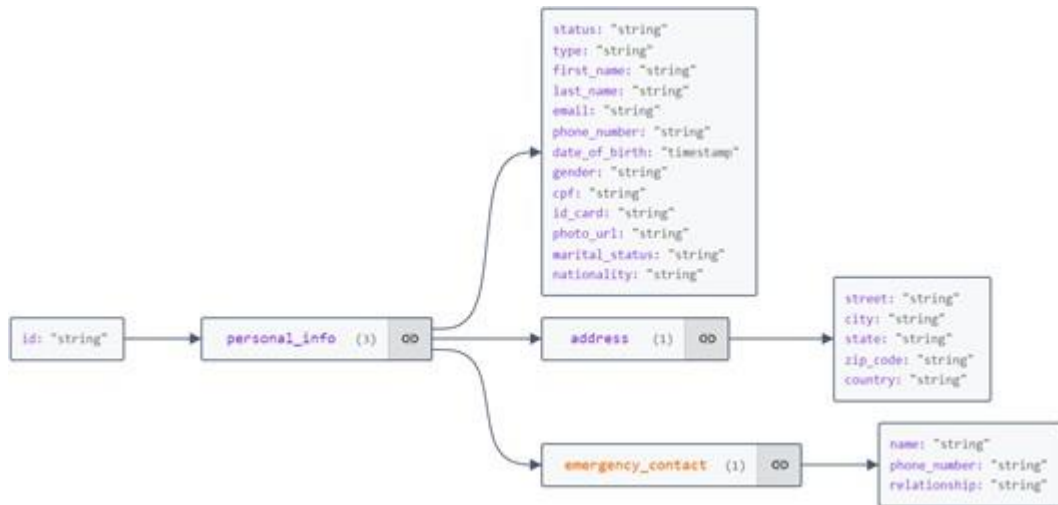 status: "string"
type: "string"
first_name: "string"
last_name: "string"
email: "string"
phone_number: "string"
date_of_birth: "timestamp"
gender: "string"
cpf: "string"
id_card: "string"
photo_url: "string"
marital_status: "string"
nationality: "string"
id: "string"
personal_info (3)
address (1)
street: "string"
city: "string"
state: "string"
zip_code: "string"
country: "string"
emergency_contact (1)
name: "string"
phone_number: "string"
relationship: "string"